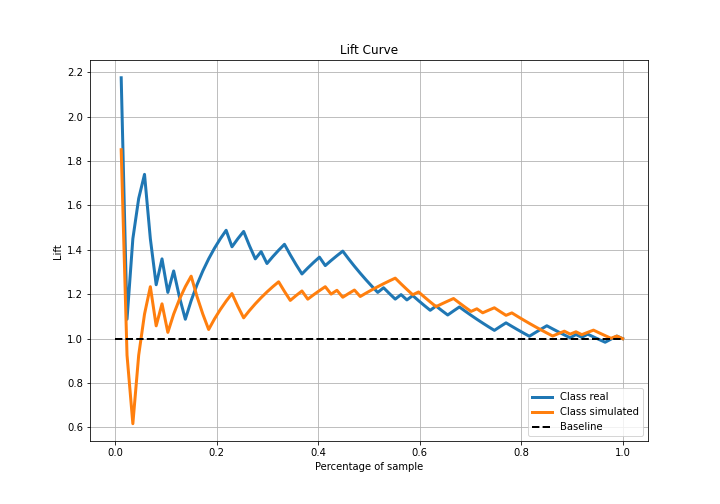 Lift Curve
2.2
2.0
1.8
1.6
1.4
1.2
1.0
0.8
0.6
Lift
0.0
0.2
0.4
0.6
0.8
1.0
Percentage of sample
Class real
Class simulated
Baseline